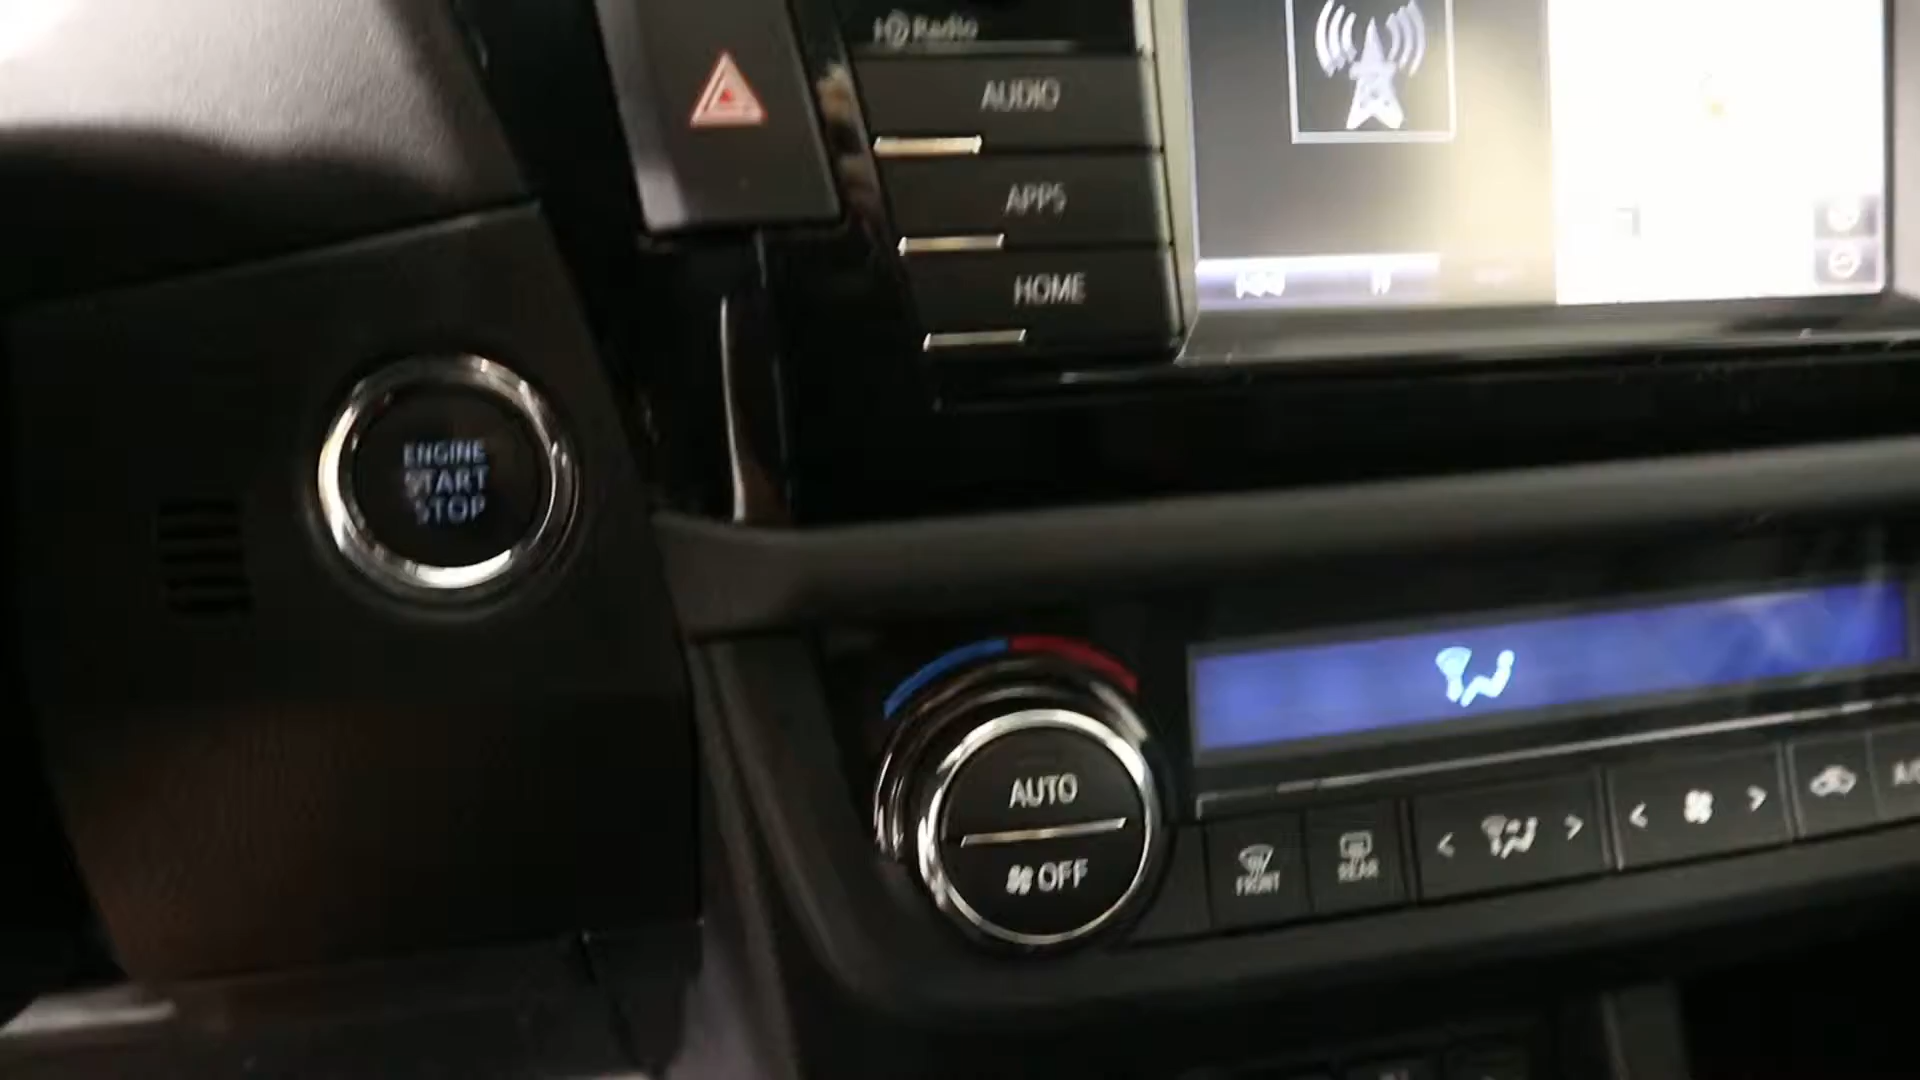 HD Radio
AUDIO
APPS
HOME
ENGINE
START
STOP
AUTO
OFF
FRONT
REAR